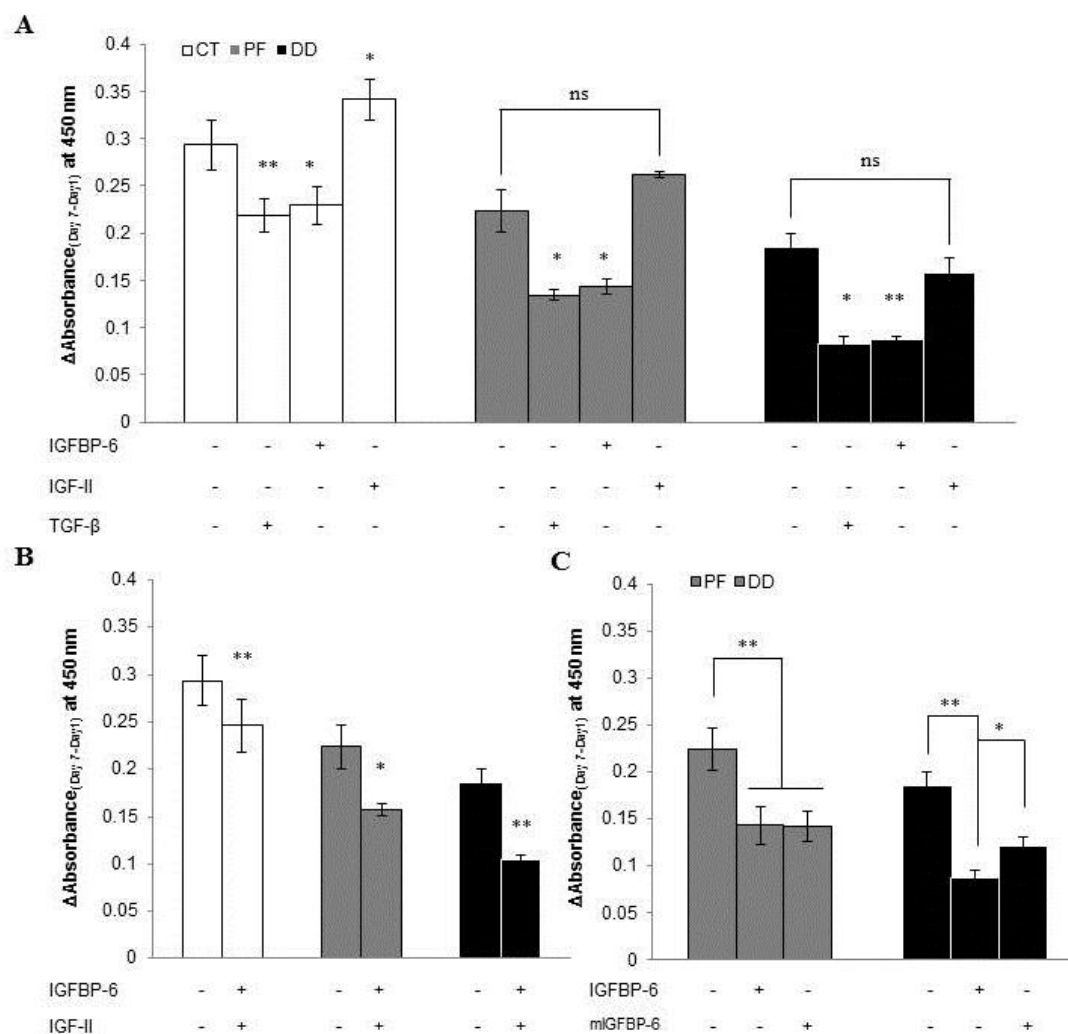 A
ΔAbsorbance(Day 7-Day1) at 450 nm
0.4
0.35
0.3
0.25
0.2
0.15
0.1
0.05
0
CT PF DD
** * *
* * ns
* ** ns
IGFBP-6 - - + - - - + - - - + -
IGF-II - - - + - - - + - - - +
TGF-β - + - - - + - - - + - -
B
ΔAbsorbance(Day 7-Day1) at 450 nm
0.4
0.35
0.3
0.25
0.2
0.15
0.1
0.05
0
** * **
IGFBP-6 - + - + - +
IGF-II - + - + - +
C
ΔAbsorbance(Day 7-Day1) at 450 nm
0.4
0.35
0.3
0.25
0.2
0.15
0.1
0.05
0
PF DD
** ** *
IGFBP-6 - + - - + -
mIGFBP-6 - - + - - +